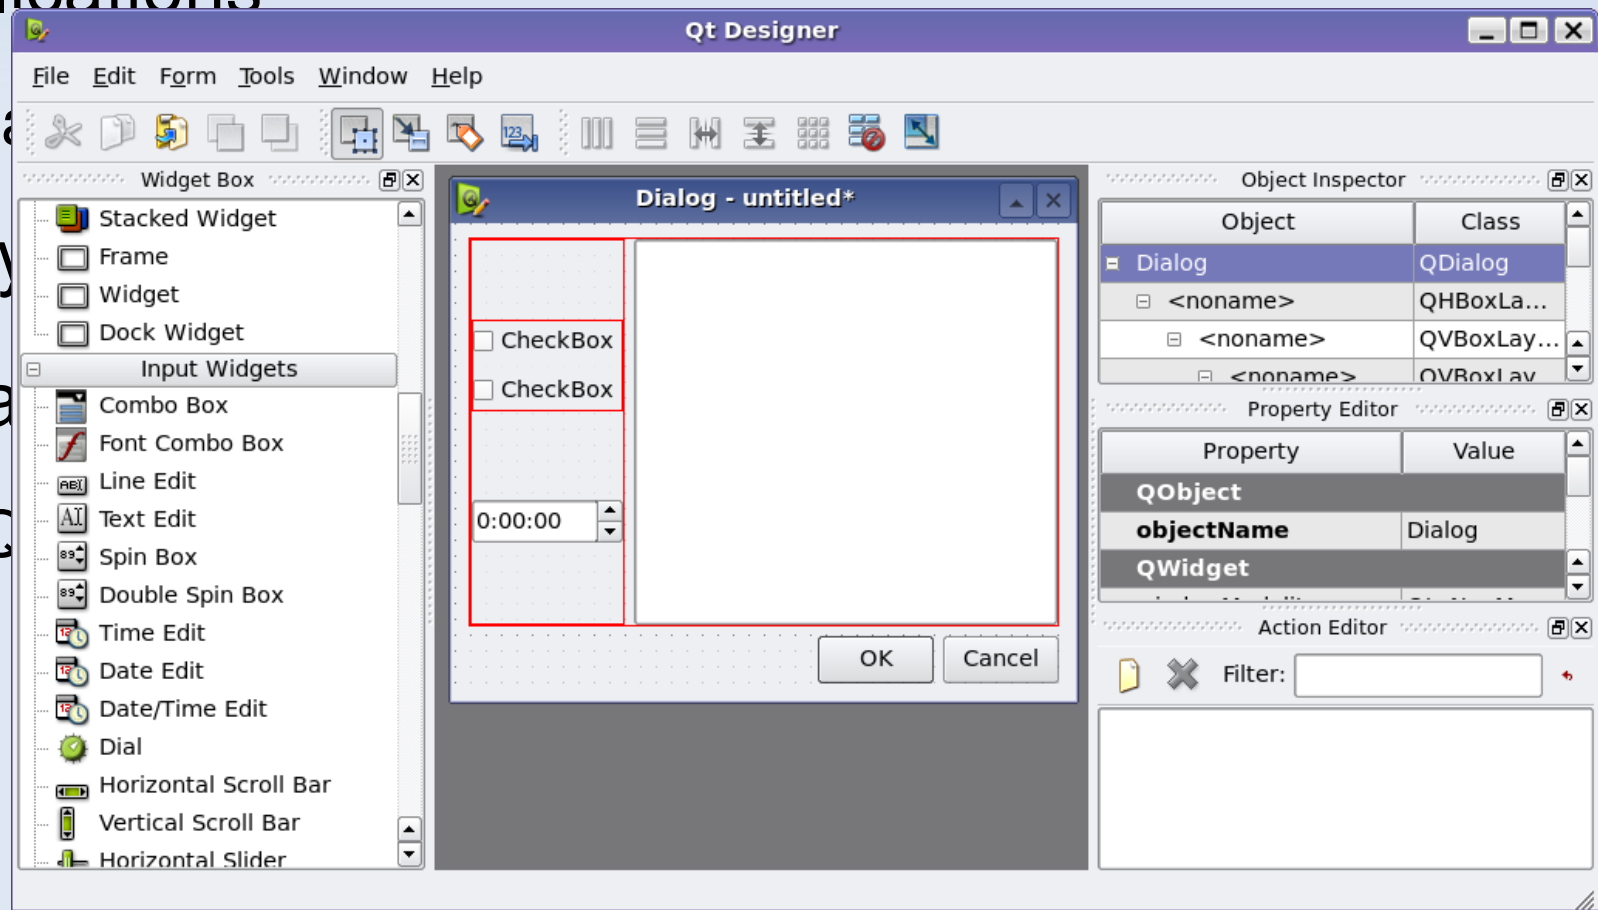 Qt Designer
File Edit Form Tools Window Help
Widget Box
Stacked Widget
Frame
Widget
Dock Widget
Input Widgets
Combo Box
Font Combo Box
Line Edit
Text Edit
Spin Box
Double Spin Box
Time Edit
Date Edit
Date/Time Edit
Dial
Horizontal Scroll Bar
Vertical Scroll Bar
Horizontal Slider
Dialog - untitled*
CheckBox
CheckBox
0:00:00
OK Cancel
Object Inspector
Object Class
Dialog QDialog
<noname> QHBoxLa...
<noname> QVBoxLay...
<noname> QVBoxLay
Property Editor
Property Value
QObject
objectName Dialog
QWidget
Action Editor
Filter: